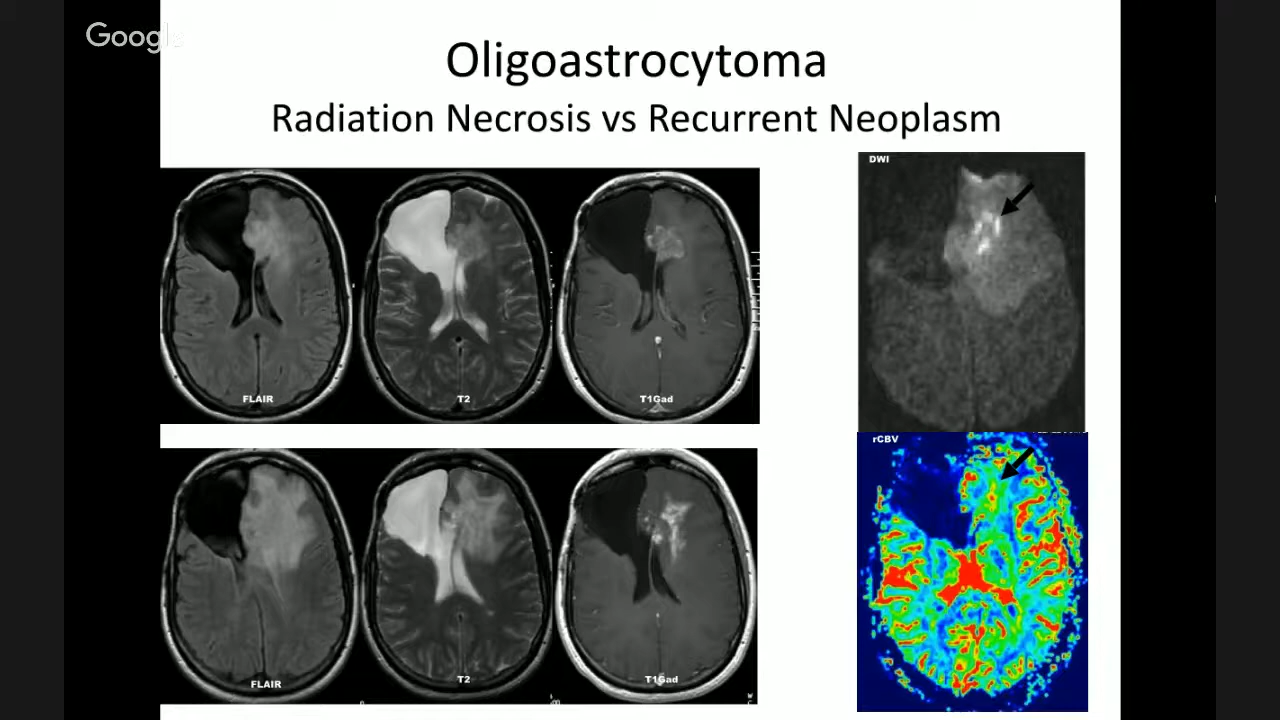 Google
Oligoastrocytoma
Radiation Necrosis vs Recurrent Neoplasm
DWI
FLAIR
T2
T1Gad
rCBV
FLAIR
T2
T1Gad